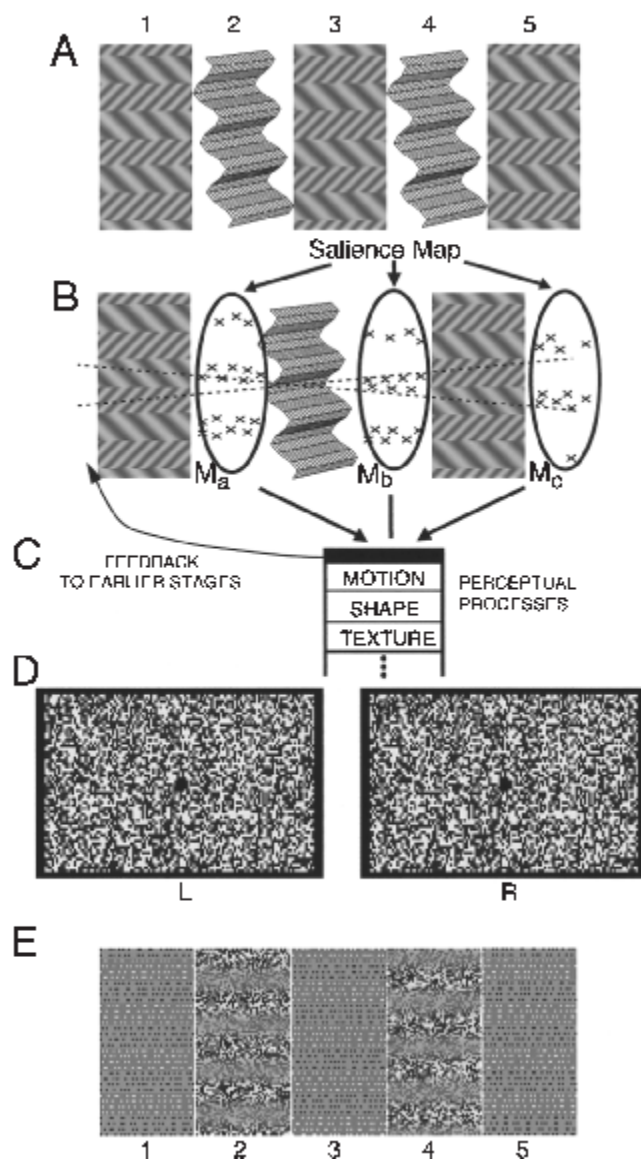 1 2 3 4 5
A
Salience Map
B
Ma Mb Mc
C
FEEDBACK
TO EARLIER STAGES
MOTION
SHAPE
TEXTURE
PERCEPTUAL
PROCESSES
D
L R
E
1 2 3 4 5